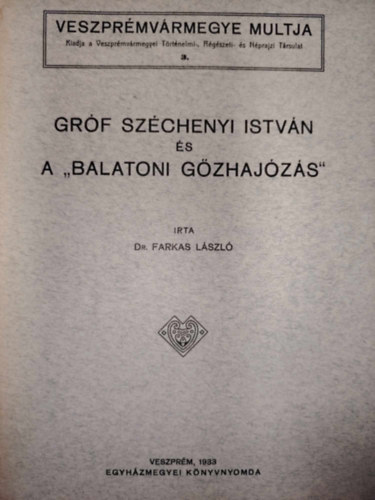 VESZPRÉMVÁRMEGYE MULTJA
Kiadja a Veszprémvármegyei Történelmi-, Régészeti- és Néprajzi Társulat
3.
GRÓF SZÉCHENYI ISTVÁN
ÉS
A „BALATONI GŐZHAJÓZÁS“
IRTA
DR. FARKAS LÁSZLÓ
VESZPRÉM, 1933
EGYHÁZMEGYEI KÖNYVNYOMDA